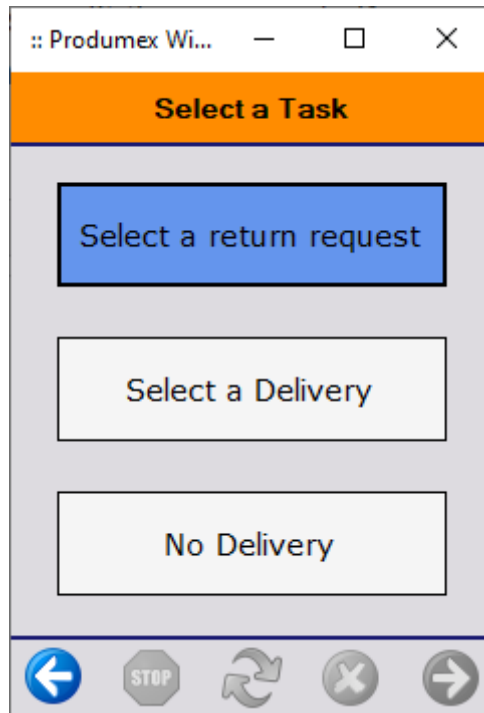 :: Produmex Wi...
Select a Task
Select a return request
Select a Delivery
No Delivery
STOP